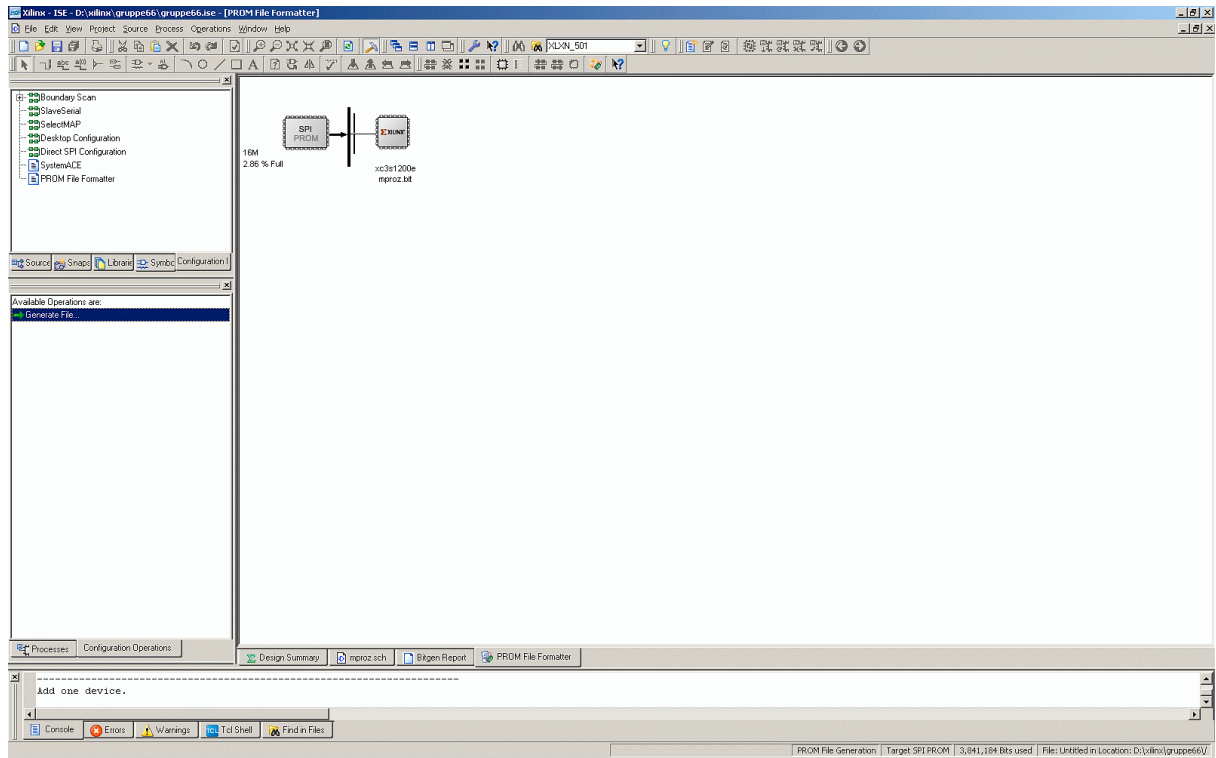 Xilinx - ISE - D:\xilinx\gruppe66\gruppe66.ise - [PROM File Formatter]
File Edit View Project Source Process Operations Window Help
XLXN_501
Boundary Scan
SlaveSerial
SelectMAP
Desktop Configuration
Direct SPI Configuration
SystemACE
PROM File Formatter
SPI
PROM
XILINX
16M
2.86 % Full
xc3s1200e
mproz.bit
Source Snaps Librarie Symbc Configuration I
Available Operations are:
Generate File...
Processes Configuration Operations
Design Summary mproz.sch Bitgen Report PROM File Formatter
----------------------------------------------------------------------
Add one device.
Console Errors Warnings Tcl Shell Find in Files
PROM File Generation Target SPI PROM 3,841,184 Bits used File: Untitled in Location: D:\xilinx\gruppe66\/